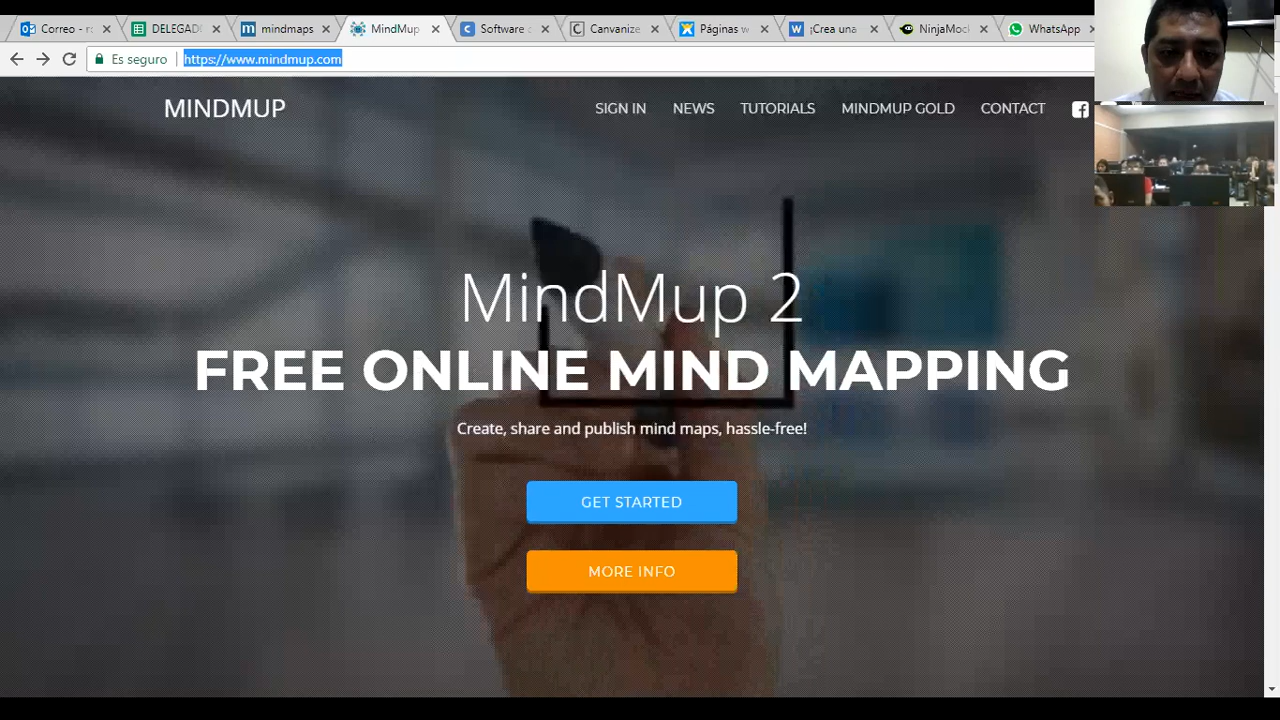 Correo - ro
DELEGAD
mindmaps
MindMup
Software -
Canvanize
Páginas w
¡Crea una
NinjaMoc
WhatsApp
Es seguro
https://www.mindmup.com
MINDMUP
SIGN IN
NEWS
TUTORIALS
MINDMUP GOLD
CONTACT
MindMup 2
FREE ONLINE MIND MAPPING
Create, share and publish mind maps, hassle-free!
GET STARTED
MORE INFO